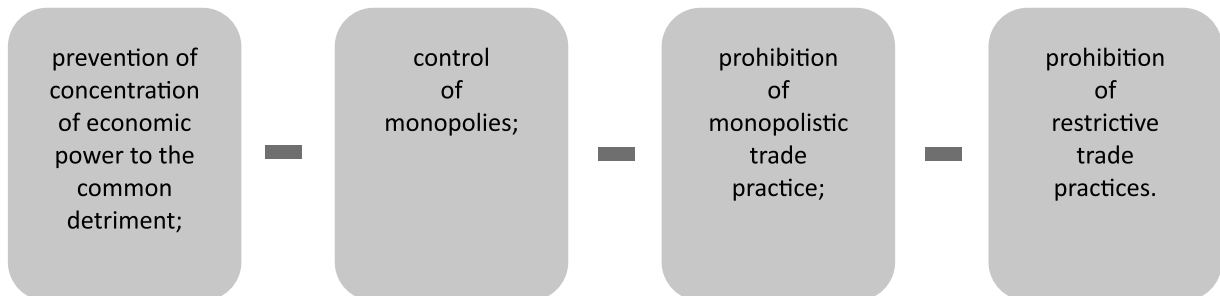 prevention of
concentration
of economic
power to the
common
detriment;
control
of
monopolies;
prohibition
of
monopolistic
trade
practice;
prohibition
of
restrictive
trade
practices.